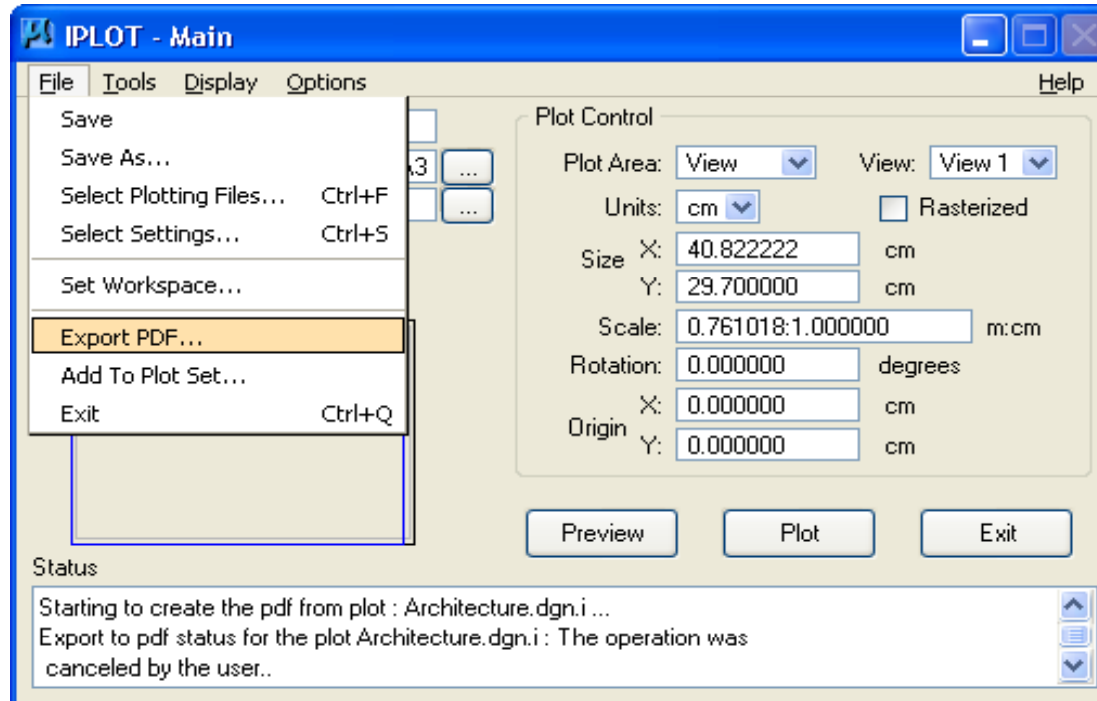 IPLOT - Main
File Tools Display Options Help
Save
Save As...
Select Plotting Files... Ctrl+F
Select Settings... Ctrl+S
Set Workspace...
Export PDF...
Add To Plot Set...
Exit Ctrl+Q
A3 ...
...
Plot Control
Plot Area: View View: View 1
Units: cm Rasterized
Size X: 40.822222 cm
Y: 29.700000 cm
Scale: 0.761018:1.000000 m:cm
Rotation: 0.000000 degrees
Origin X: 0.000000 cm
Y: 0.000000 cm
Preview Plot Exit
Status
Starting to create the pdf from plot : Architecture.dgn.i ...
Export to pdf status for the plot Architecture.dgn.i : The operation was
canceled by the user..